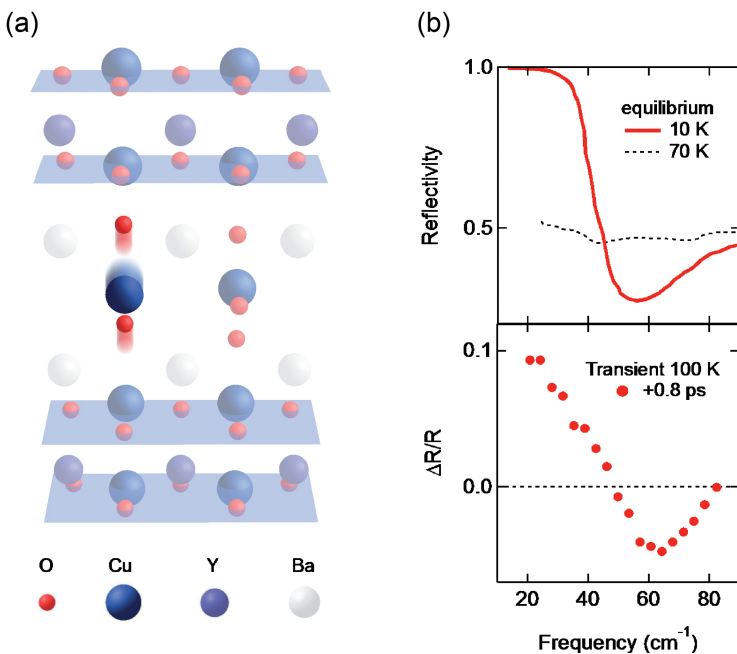 (a)
O Cu Y Ba
(b)
1.0
equilibrium
10 K
70 K
0.5
Reflectivity
0.1
Transient 100 K
+0.8 ps
0.0
ΔR/R
20 40 60 80
Frequency (cm⁻¹)